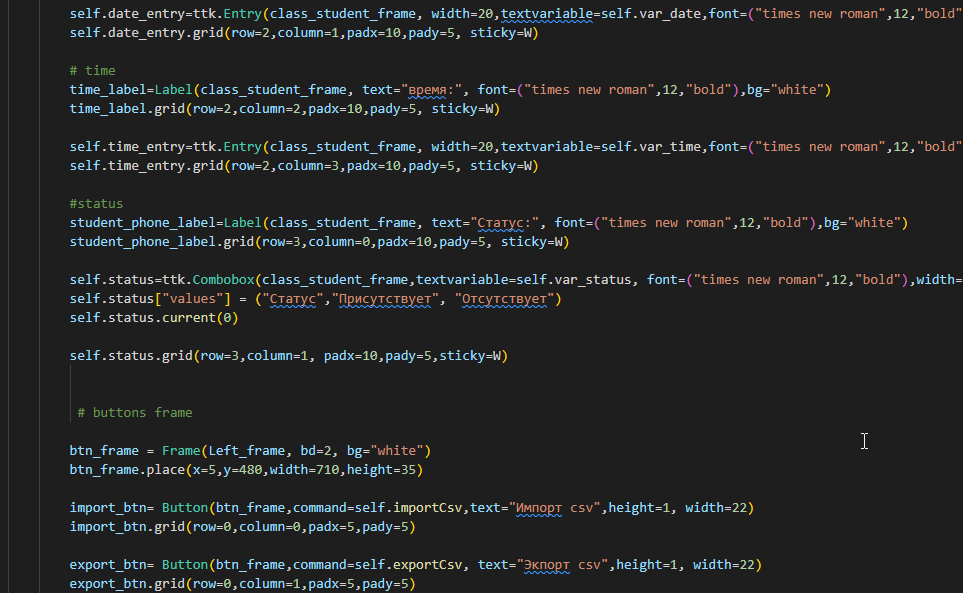 self.date_entry=ttk.Entry(class_student_frame, width=20,textvariable=self.var_date,font=("times new roman",12,"bold"
self.date_entry.grid(row=2,column=1,padx=10,pady=5, sticky=W)
# time
time_label=Label(class_student_frame, text="время:", font=("times new roman",12,"bold"),bg="white")
time_label.grid(row=2,column=2,padx=10,pady=5, sticky=W)
self.time_entry=ttk.Entry(class_student_frame, width=20,textvariable=self.var_time,font=("times new roman",12,"bold"
self.time_entry.grid(row=2,column=3,padx=10,pady=5, sticky=W)
#status
student_phone_label=Label(class_student_frame, text="Статус:", font=("times new roman",12,"bold"),bg="white")
student_phone_label.grid(row=3,column=0,padx=10,pady=5, sticky=W)
self.status=ttk.Combobox(class_student_frame,textvariable=self.var_status, font=("times new roman",12,"bold"),width=
self.status["values"] = ("Статус","Присутствует", "Отсутствует")
self.status.current(0)
self.status.grid(row=3,column=1, padx=10,pady=5,sticky=W)
# buttons frame
btn_frame = Frame(Left_frame, bd=2, bg="white")
btn_frame.place(x=5,y=480,width=710,height=35)
import_btn= Button(btn_frame,command=self.importCsv,text="Импорт csv",height=1, width=22)
import_btn.grid(row=0,column=0,padx=5,pady=5)
export_btn= Button(btn_frame,command=self.exportCsv, text="Экпорт csv",height=1, width=22)
export_btn.grid(row=0,column=1,padx=5,pady=5)